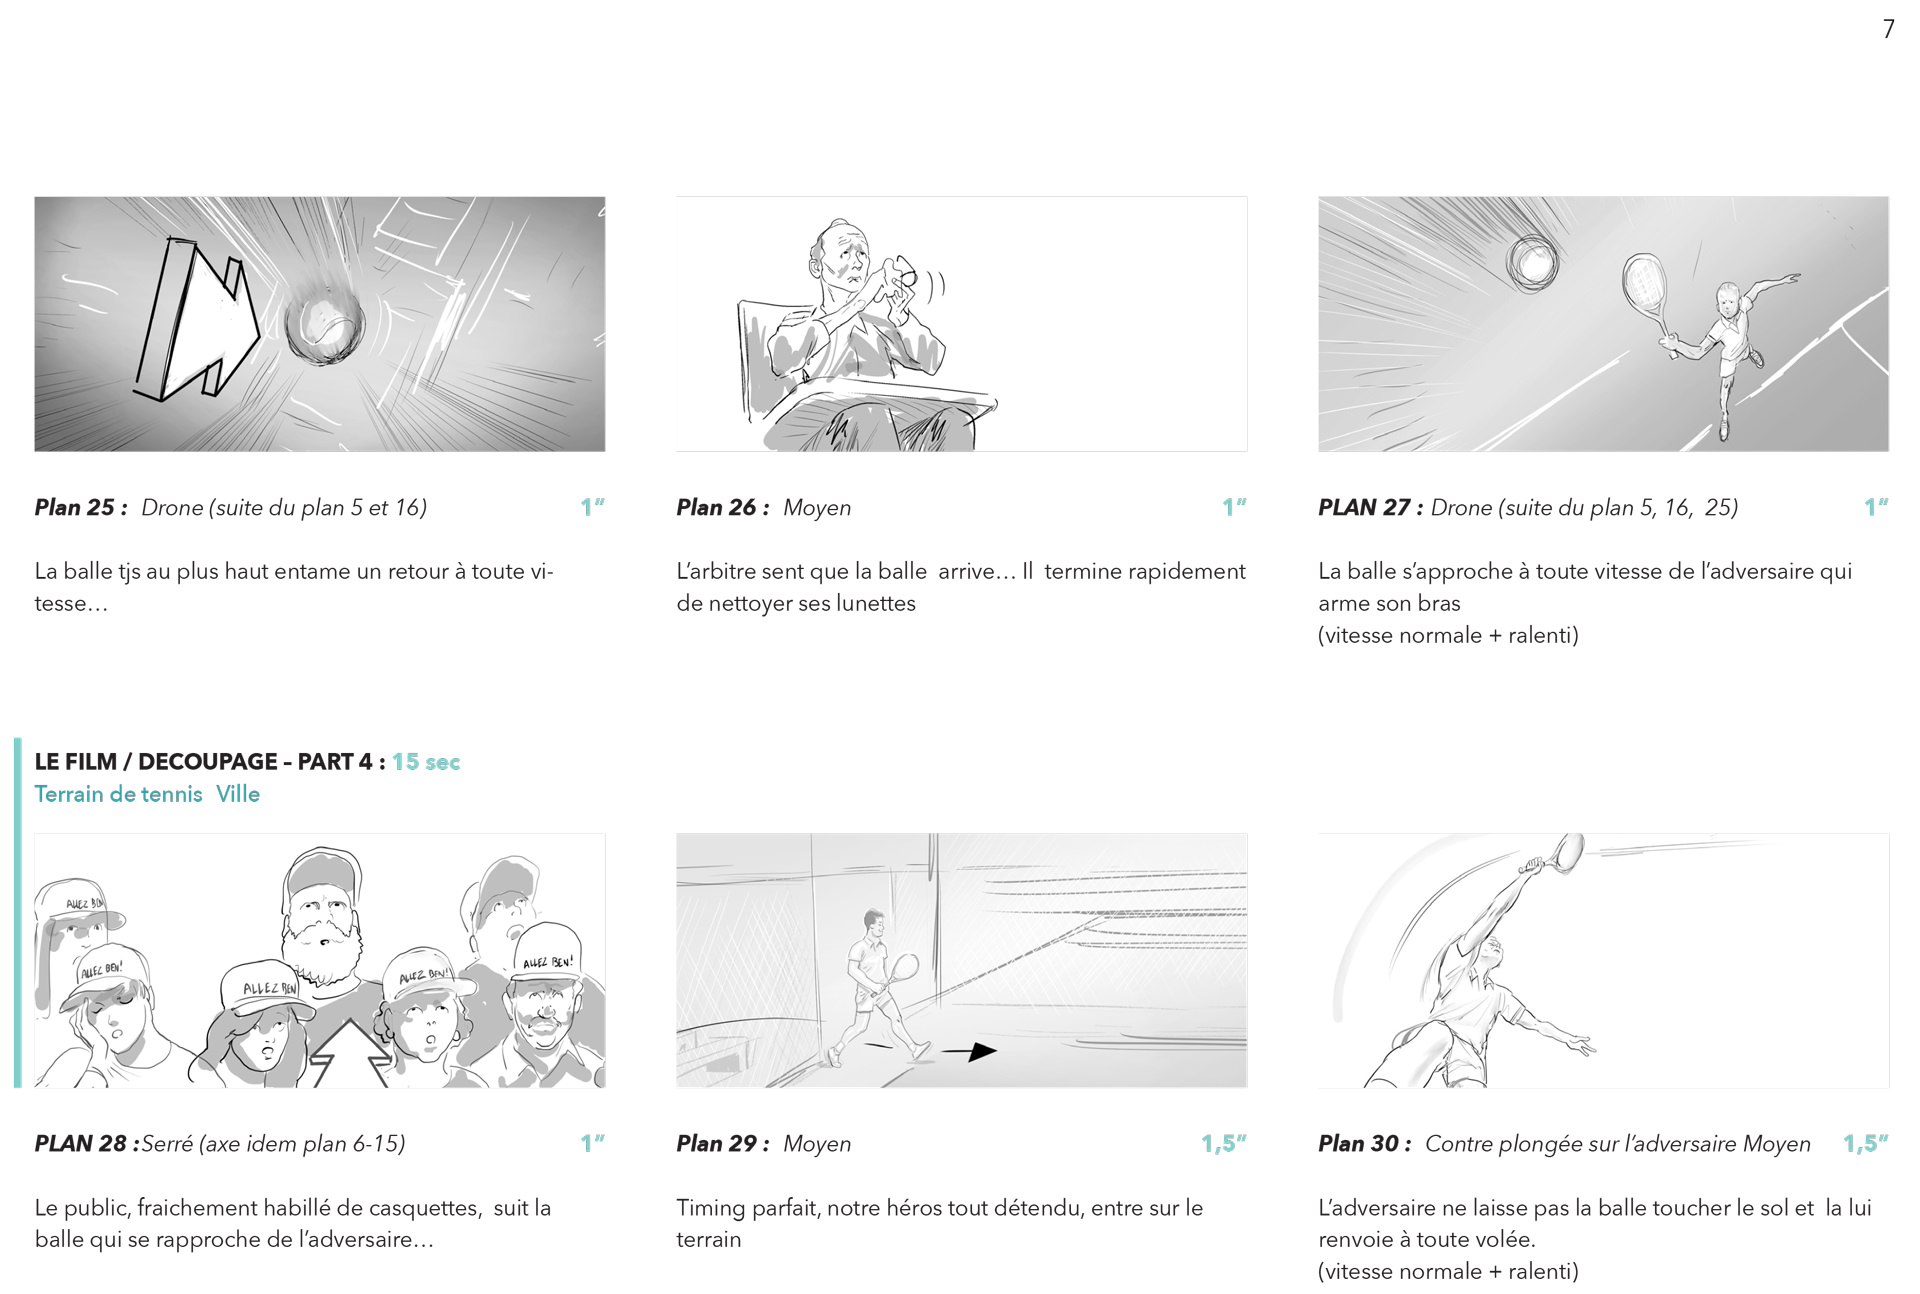 7
Plan 25 : Drone (suite du plan 5 et 16) 1”
La balle tjs au plus haut entame un retour à toute vi-
tesse…
Plan 26 : Moyen 1”
L’arbitre sent que la balle arrive… Il termine rapidement
de nettoyer ses lunettes
PLAN 27 : Drone (suite du plan 5, 16, 25) 1”
La balle s’approche à toute vitesse de l’adversaire qui
arme son bras
(vitesse normale + ralenti)
LE FILM / DECOUPAGE – PART 4 : 15 sec
Terrain de tennis Ville
ALLEZ BEN
ALLEZ BEN!
ALLEZ BEN
ALLEZ BEN!
ALLEZ BEN!
PLAN 28 :Serré (axe idem plan 6-15) 1”
Le public, fraichement habillé de casquettes, suit la
balle qui se rapproche de l’adversaire…
Plan 29 : Moyen 1,5”
Timing parfait, notre héros tout détendu, entre sur le
terrain
Plan 30 : Contre plongée sur l’adversaire Moyen 1,5”
L’adversaire ne laisse pas la balle toucher le sol et la lui
renvoie à toute volée.
(vitesse normale + ralenti)